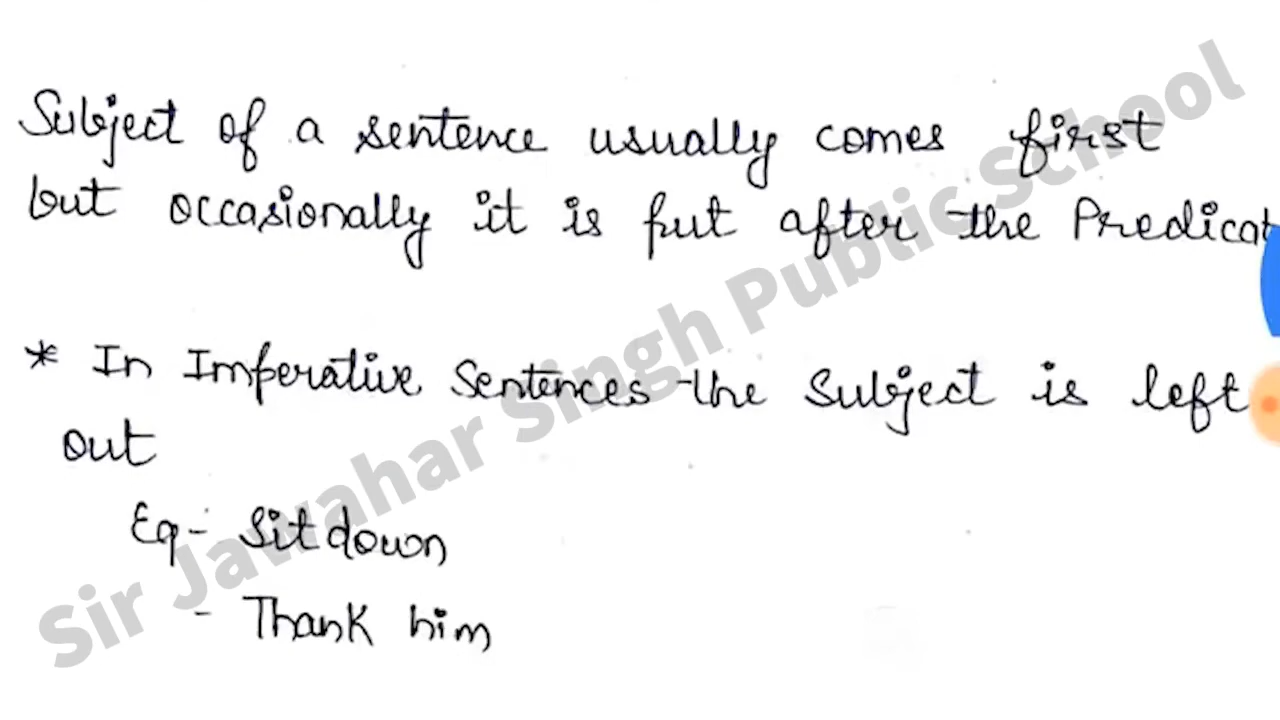 Subject of a sentence usually comes first
but occasionally it is put after the Predicat
* In Imperative Sentences the Subject is left
out
Eg- Sit down
- Thank him
Sir Jawahar Singh Public School